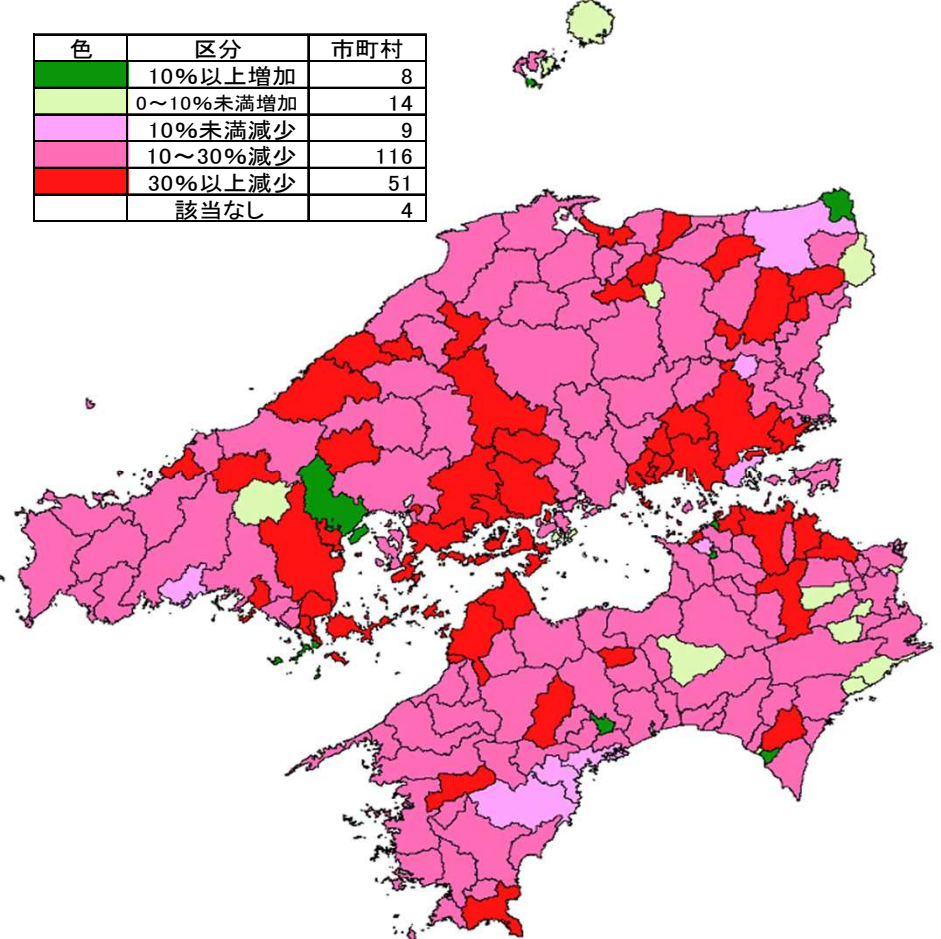 色 区分 市町村
10%以上増加 8
0～10%未満増加 14
10%未満減少 9
10～30%減少 116
30%以上減少 51
該当なし 4